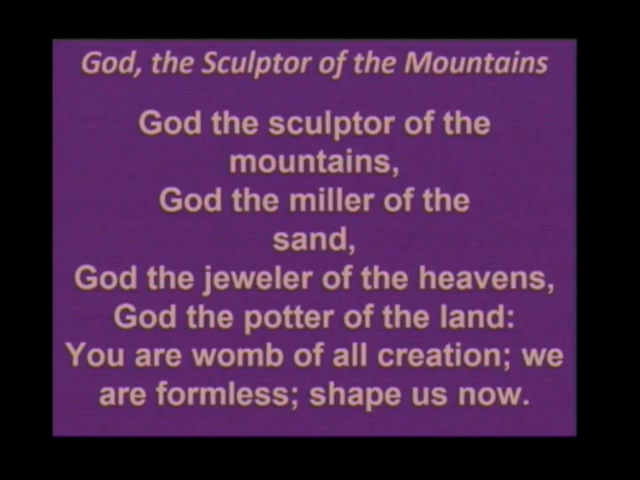 God, the Sculptor of the Mountains
God the sculptor of the
mountains,
God the miller of the
sand,
God the jeweler of the heavens,
God the potter of the land:
You are womb of all creation; we
are formless; shape us now.